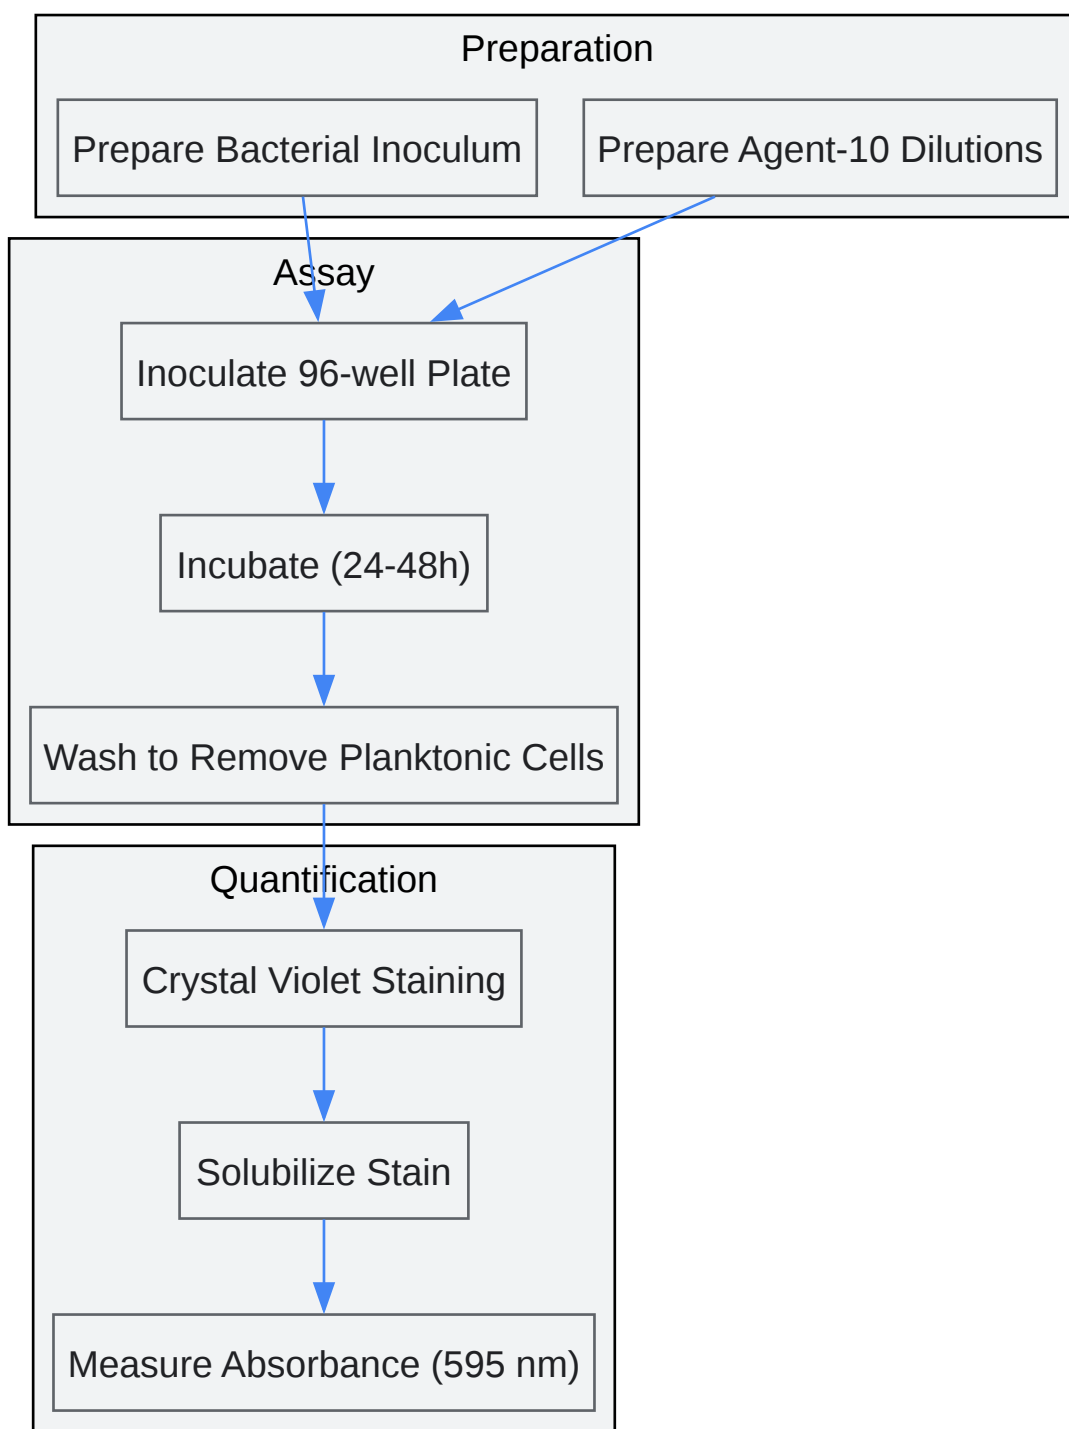 Preparation
Prepare Bacterial Inoculum
Prepare Agent-10 Dilutions
Assay
Inoculate 96-well Plate
Incubate (24-48h)
Wash to Remove Planktonic Cells
Quantification
Crystal Violet Staining
Solubilize Stain
Measure Absorbance (595 nm)